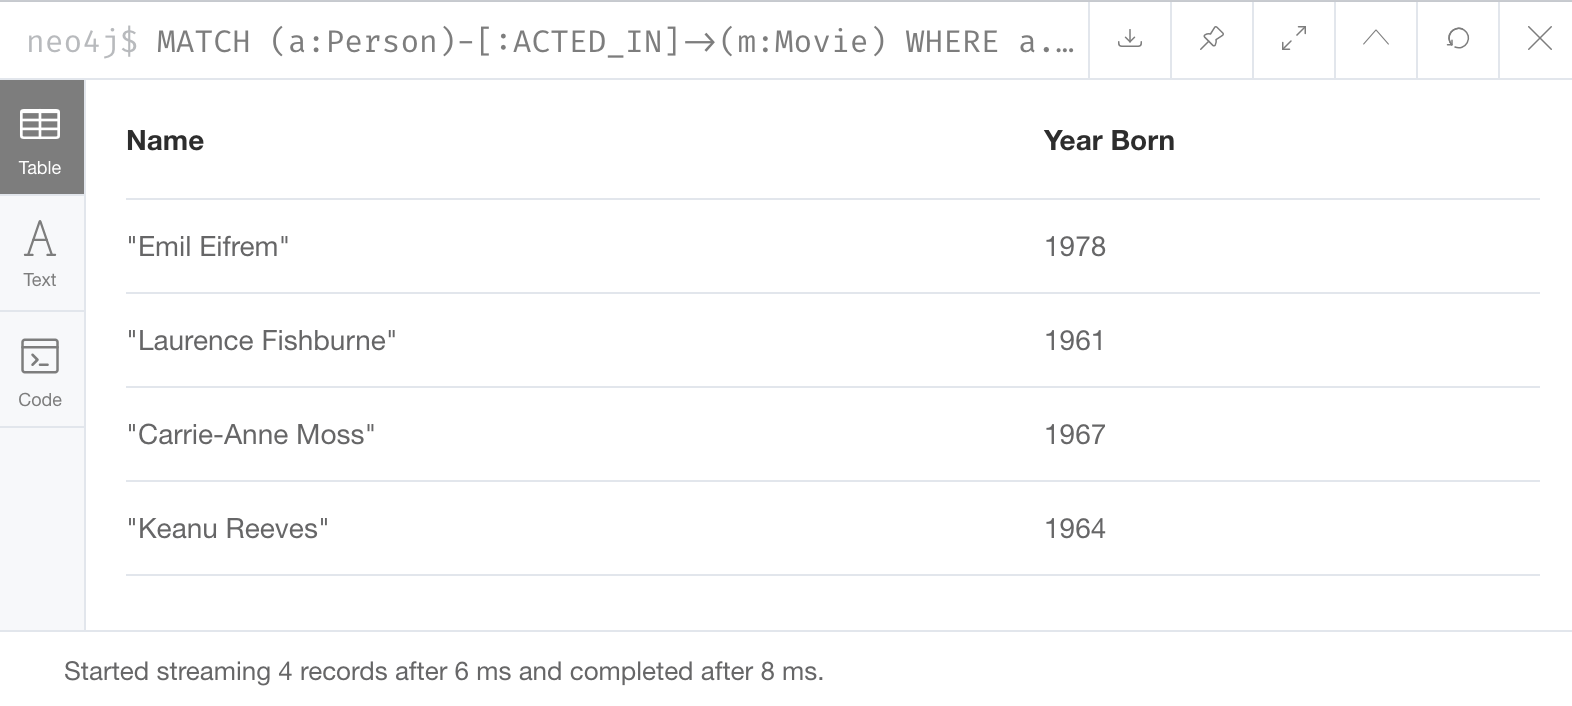 neo4j$ MATCH (a:Person)-[:ACTED_IN]→(m:Movie) WHERE a.…
Table
Text
Code
Name Year Born
"Emil Eifrem" 1978
"Laurence Fishburne" 1961
"Carrie-Anne Moss" 1967
"Keanu Reeves" 1964
Started streaming 4 records after 6 ms and completed after 8 ms.